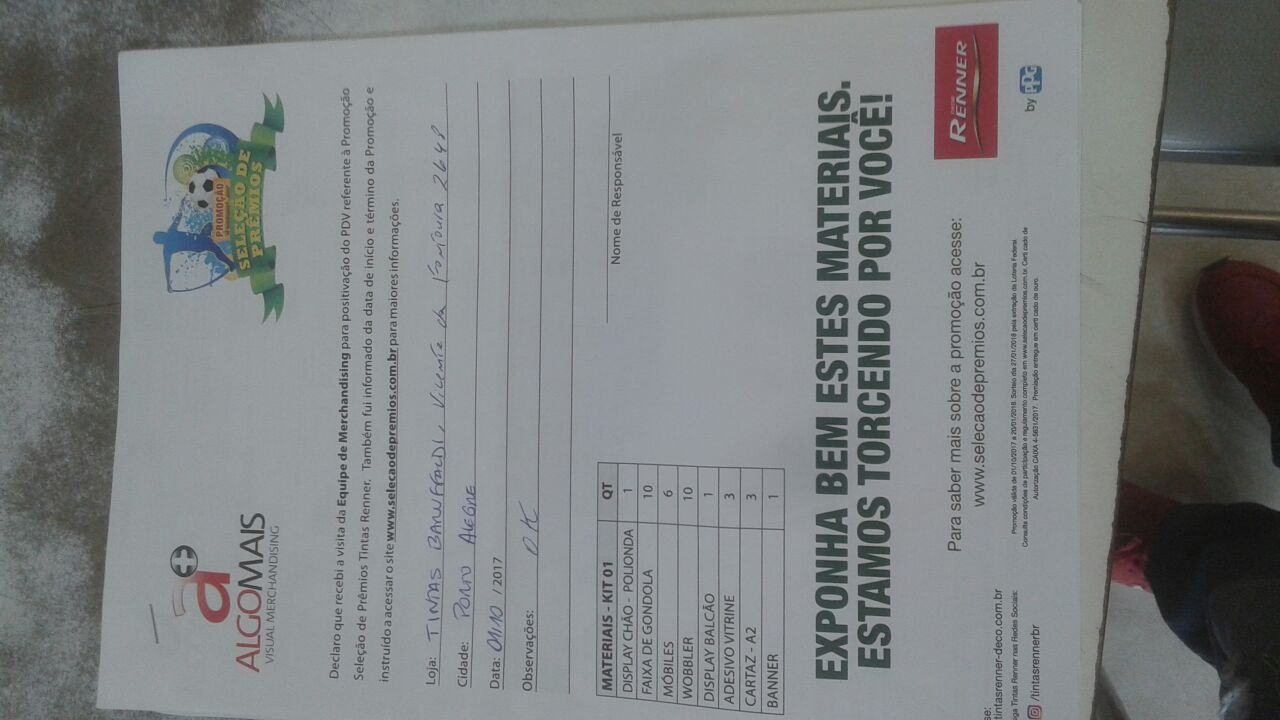 ALGOMAIS
VISUAL MERCHANDISING
PROMOÇÃO
SELEÇÃO DE
PRÊMIOS
Declaro que recebi a visita da Equipe de Merchandising para positivação do PDV referente à Promoção
Seleção de Prêmios Tintas Renner. Também fui informado da data de início e término da Promoção e
instruído a acessar o site www.selecaodepremios.com.br para maiores informações.
Loja: TINTAS BARUFFALDI, Vicente da Fontoura 2648
Cidade: PORTO ALEGRE
Data: 01/10/2017
Observações: OK
Nome de Responsável
MATERIAIS - KIT 01 QT
DISPLAY CHÃO - POLIONDA 1
FAIXA DE GONDOLA 10
MÓBILES 6
WOBBLER 10
DISPLAY BALCÃO 1
ADESIVO VITRINE 3
CARTAZ - A2 3
BANNER 1
EXPONHA BEM ESTES MATERIAIS.
ESTAMOS TORCENDO POR VOCÊ!
Para saber mais sobre a promoção acesse:
www.selecaodepremios.com.br
RENNER
by PPG
Promoção válida de 01/10/2017 à 20/01/2018. Sorteio dia 27/01/2018 pela extração da Loteria Federal.
Consulte condições de participação e regulamento completo em www.selecaodepremios.com.br. Certi cado de
Autorização CAIXA 4-5631/2017. Premiação entregue em certi cado de ouro.
se:
tintasrenner-deco.com.br
iga Tintas Renner nas Redes Sociais:
/tintasrennerbr